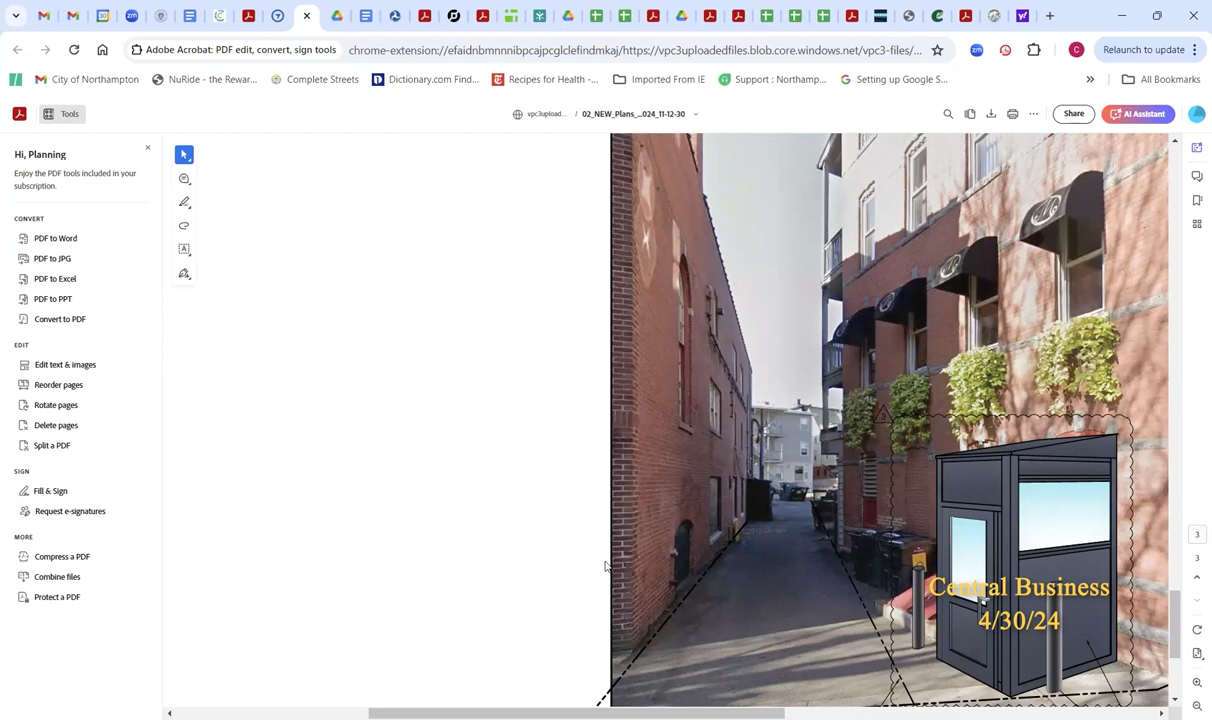 Adobe Acrobat: PDF edit, convert, sign tools
chrome-extension://efaidnbmnnnibpcajpcglclefindmkaj/https://vpc3uploadedfiles.blob.core.windows.net/vpc3-files/...
Relaunch to update
City of Northampton
NuRide - the Rewar...
Complete Streets
Dictionary.com Find...
Recipes for Health -...
Imported From IE
Support : Northamp...
Setting up Google S...
All Bookmarks
Tools
vpc3upload... / 02_NEW_Plans_...024_11-12-30
Share
AI Assistant
Hi, Planning
Enjoy the PDF tools included in your
subscription.
CONVERT
PDF to Word
PDF to JPG
PDF to Excel
PDF to PPT
Convert to PDF
EDIT
Edit text & images
Reorder pages
Rotate pages
Delete pages
Split a PDF
SIGN
Fill & Sign
Request e-signatures
MORE
Compress a PDF
Combine files
Protect a PDF
3
Central Business
4/30/24
3
3